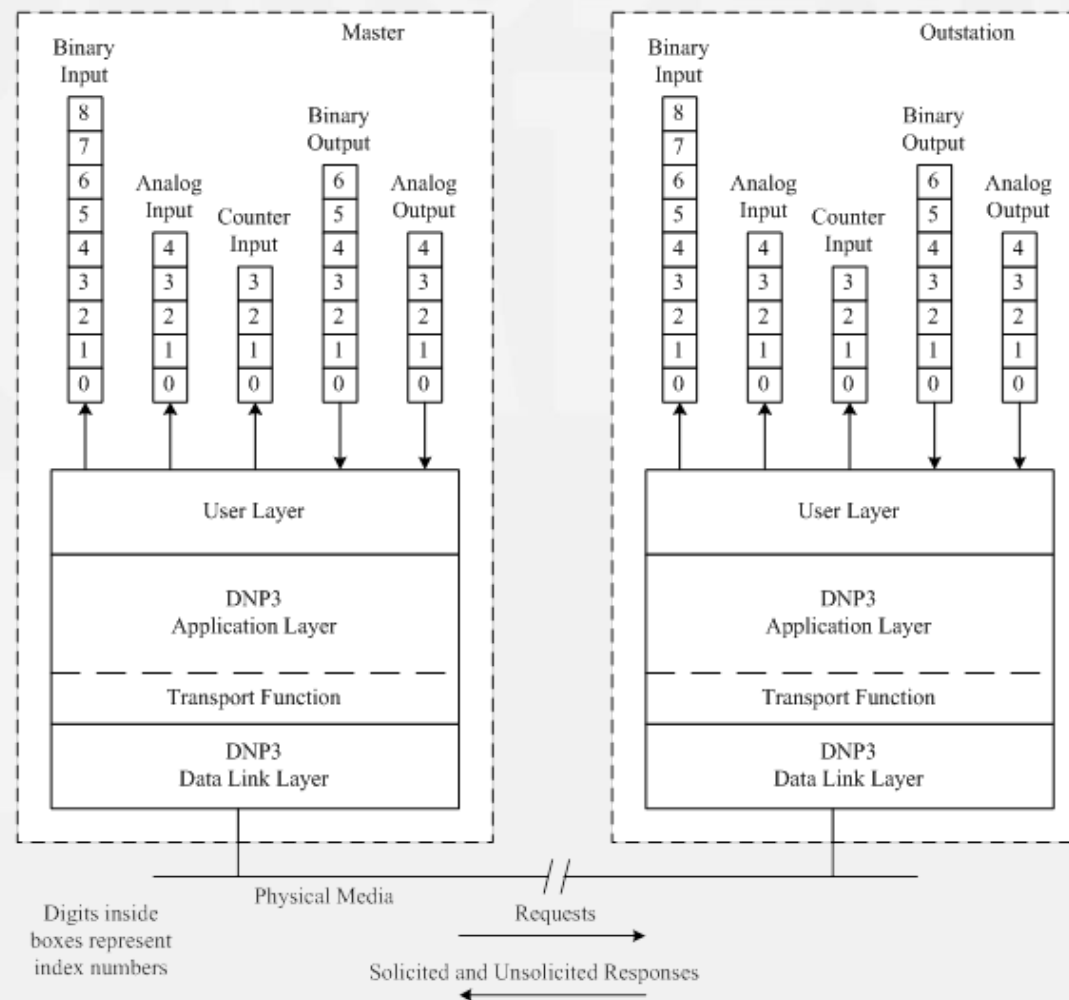 Master
Binary
Input
8
7
6
5
4
3
2
1
0
Analog
Input
4
3
2
1
0
Counter
Input
3
2
1
0
Binary
Output
6
5
4
3
2
1
0
Analog
Output
4
3
2
1
0
User Layer
DNP3
Application Layer
Transport Function
DNP3
Data Link Layer
Outstation
Binary
Input
8
7
6
5
4
3
2
1
0
Analog
Input
4
3
2
1
0
Counter
Input
3
2
1
0
Binary
Output
6
5
4
3
2
1
0
Analog
Output
4
3
2
1
0
User Layer
DNP3
Application Layer
Transport Function
DNP3
Data Link Layer
Physical Media
Digits inside
boxes represent
index numbers
Requests
Solicited and Unsolicited Responses